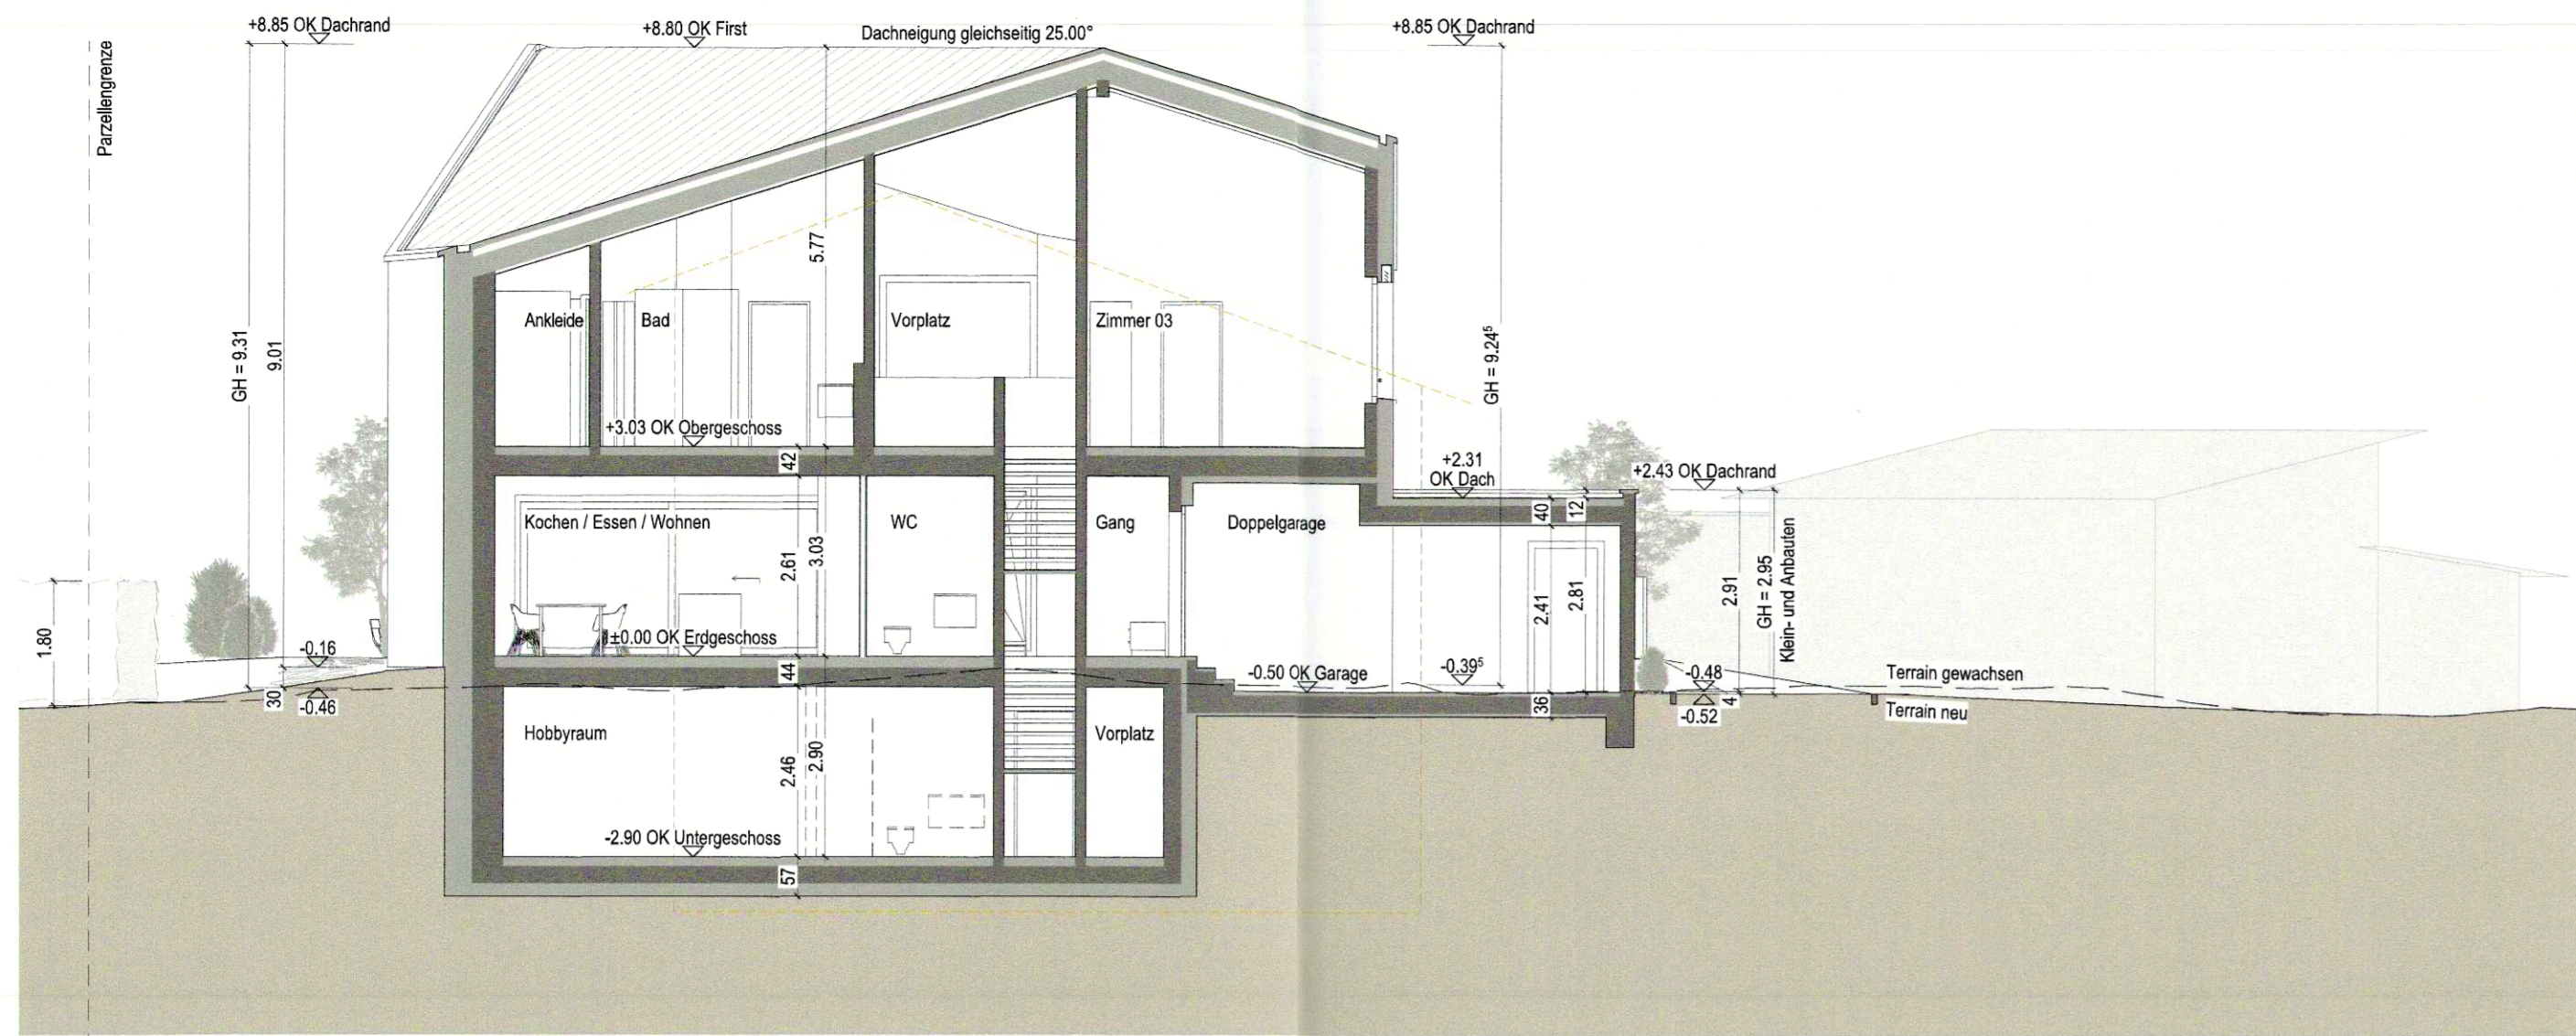 +8.85 OK Dachrand
+8.80 OK First
Dachneigung gleichseitig 25.00°
+8.85 OK Dachrand
Parzellengrenze
GH = 9.31
9.01
5.77
GH = 9.24⁵
Ankleide
Bad
Vorplatz
Zimmer 03
+3.03 OK Obergeschoss
42
+2.31
OK Dach
+2.43 OK Dachrand
40
12
Kochen / Essen / Wohnen
WC
Gang
Doppelgarage
2.61
3.03
2.41
2.81
2.91
GH = 2.95
Klein- und Anbauten
1.80
-0.16
±0.00 OK Erdgeschoss
44
-0.50 OK Garage
-0.39⁵
-0.48
Terrain gewachsen
30
-0.46
36
-0.52
4
Terrain neu
Hobbyraum
Vorplatz
2.46
2.90
-2.90 OK Untergeschoss
57